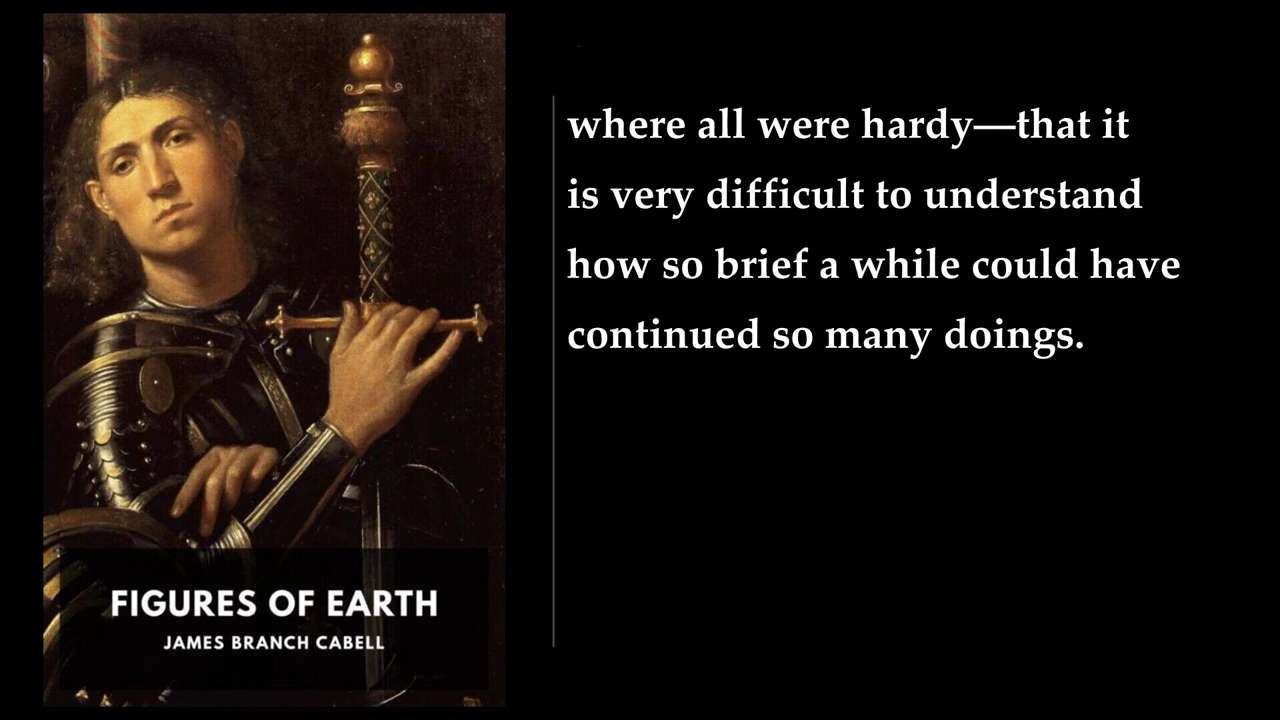 where all were hardy—that it
is very difficult to understand
how so brief a while could have
continued so many doings.
FIGURES OF EARTH
JAMES BRANCH CABELL